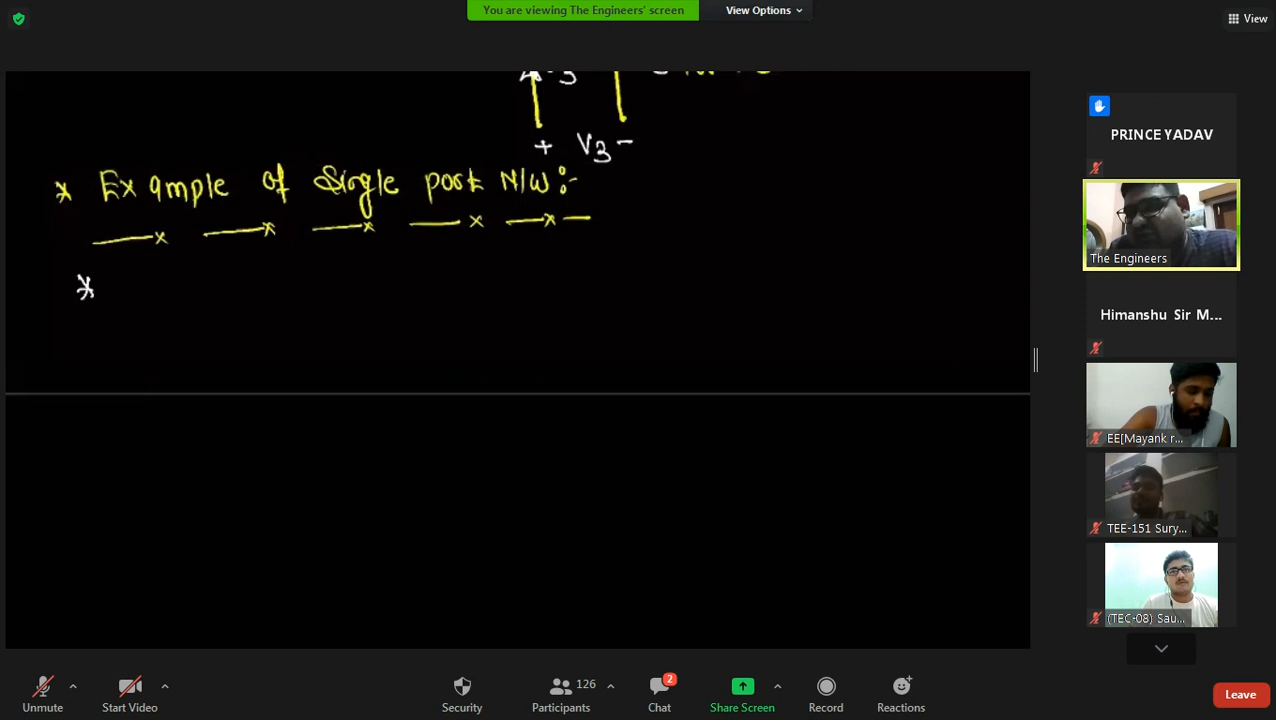 You are viewing The Engineers' screen
View Options
View
+ V3 -
* Example of Single port N/W :-
*
PRINCE YADAV
The Engineers
Himanshu Sir M...
EE[Mayank r...
TEE-151 Sury...
(TEC-08) Sau...
Unmute
Start Video
Security
126
Participants
2
Chat
Share Screen
Record
Reactions
Leave